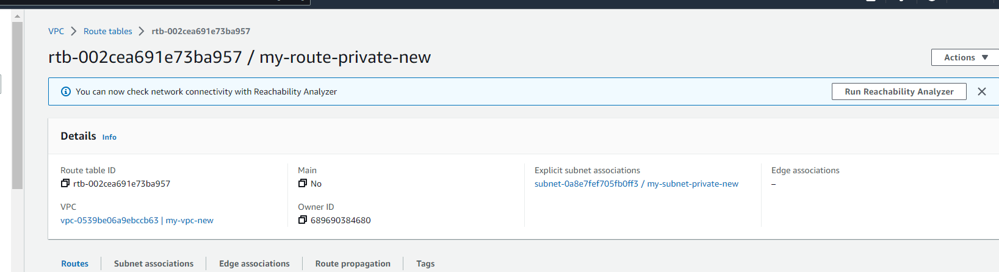 VPC > Route tables > rtb-002cea691e73ba957
rtb-002cea691e73ba957 / my-route-private-new
Actions ▼
You can now check network connectivity with Reachability Analyzer
Run Reachability Analyzer
Details Info
Route table ID
rtb-002cea691e73ba957
Main
No
Explicit subnet associations
subnet-0a8e7fef705fb0ff3 / my-subnet-private-new
Edge associations
–
VPC
vpc-0539be06a9ebccb63 | my-vpc-new
Owner ID
689690384680
Routes
Subnet associations
Edge associations
Route propagation
Tags